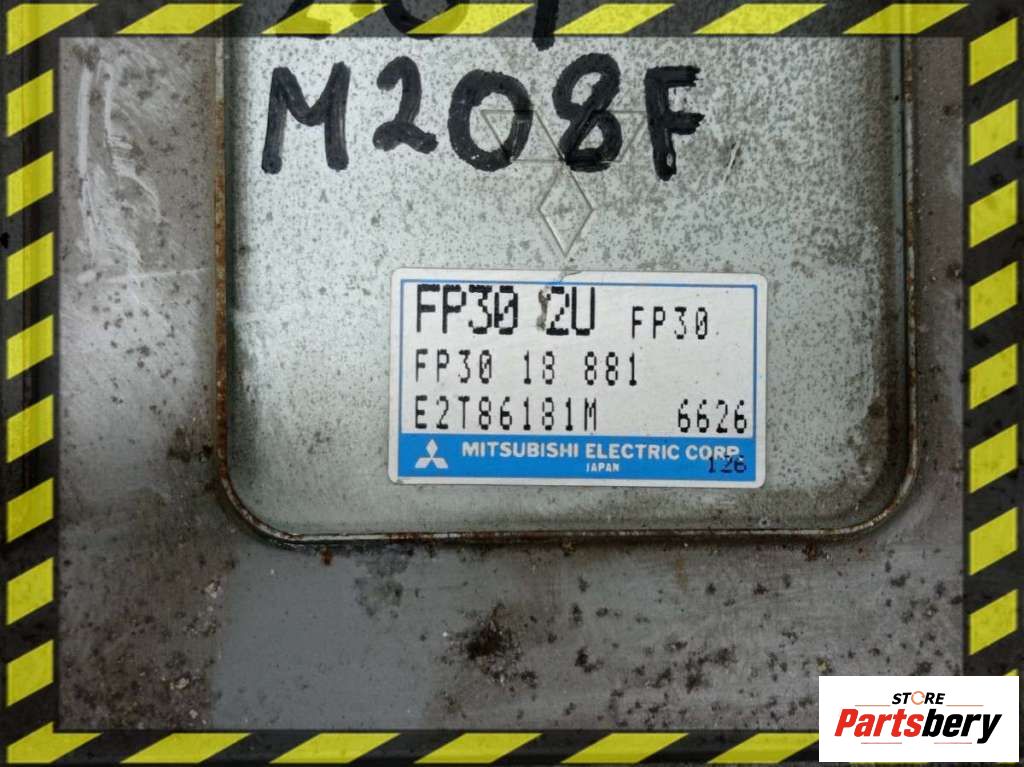 M208F
FP30 2U FP30
FP30 18 881
E2T86181M 6626
MITSUBISHI ELECTRIC CORP.
JAPAN 126
STORE
Partsbery